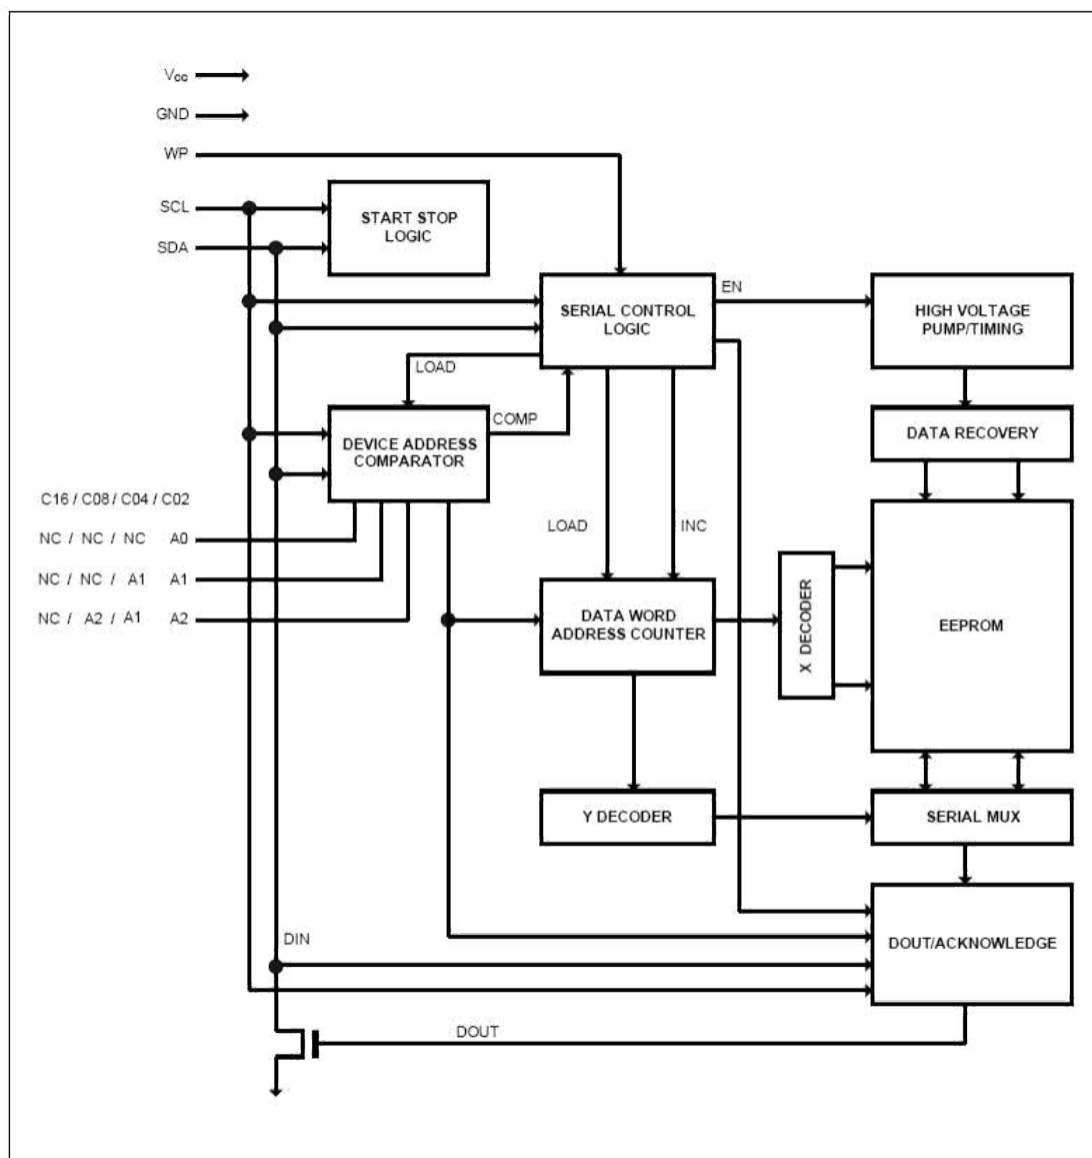 Vcc
GND
WP
SCL
SDA
START STOP
LOGIC
EN
SERIAL CONTROL
LOGIC
HIGH VOLTAGE
PUMP/TIMING
LOAD
COMP
DEVICE ADDRESS
COMPARATOR
DATA RECOVERY
C16 / C08 / C04 / C02
NC / NC / NC A0
NC / NC / A1 A1
NC / A2 / A1 A2
LOAD
INC
DATA WORD
ADDRESS COUNTER
X DECODER
EEPROM
Y DECODER
SERIAL MUX
DIN
DOUT/ACKNOWLEDGE
DOUT